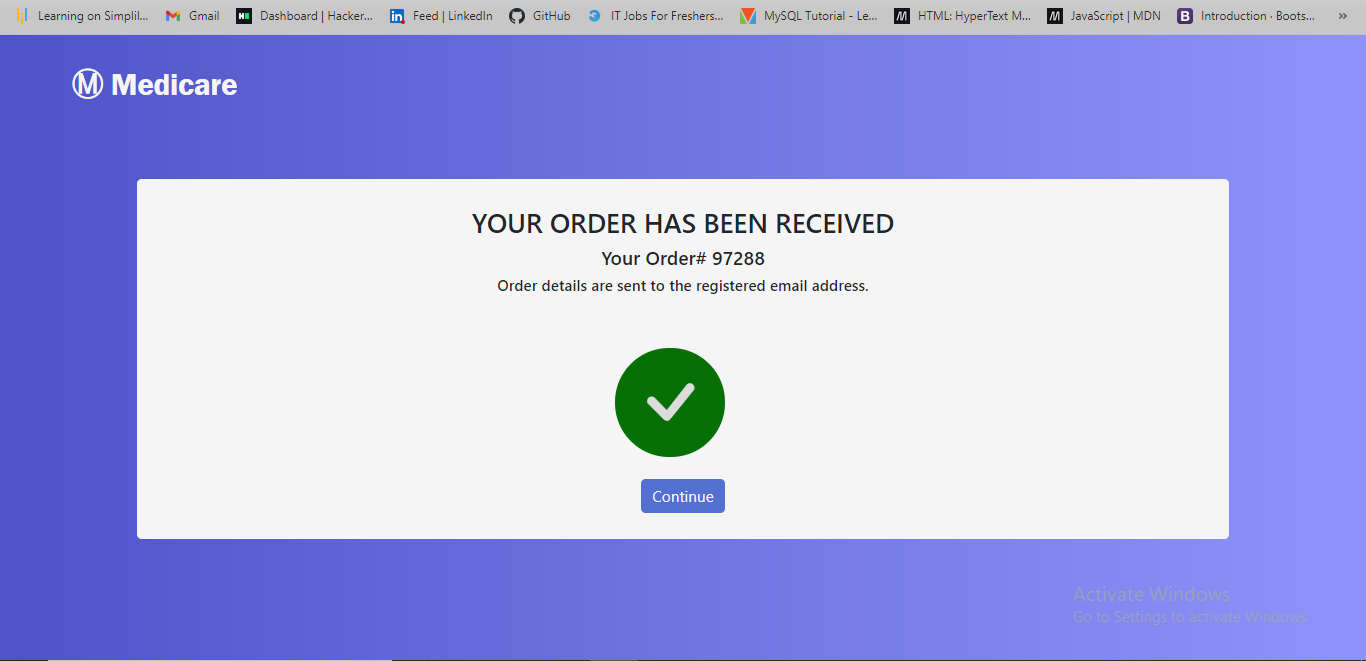 Learning on Simplil... Gmail Dashboard | Hacker... Feed | LinkedIn GitHub IT Jobs For Freshers... MySQL Tutorial - Le... HTML: HyperText M... JavaScript | MDN Introduction · Boots... »
Medicare
YOUR ORDER HAS BEEN RECEIVED
Your Order# 97288
Order details are sent to the registered email address.
Continue
Activate Windows
Go to Settings to activate Windows.